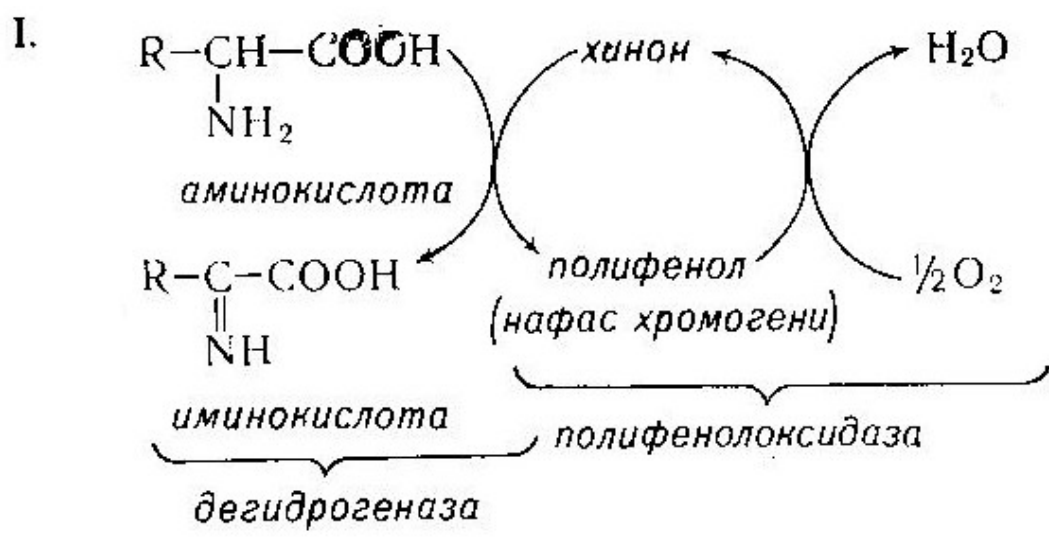 I.
R—CH—COOH хинон H₂O
NH₂
аминокислота
R—C—COOH полифенол ½O₂
(нафас хромогени)
NH
иминокислота полифенолоксидаза
дегидрогеназа